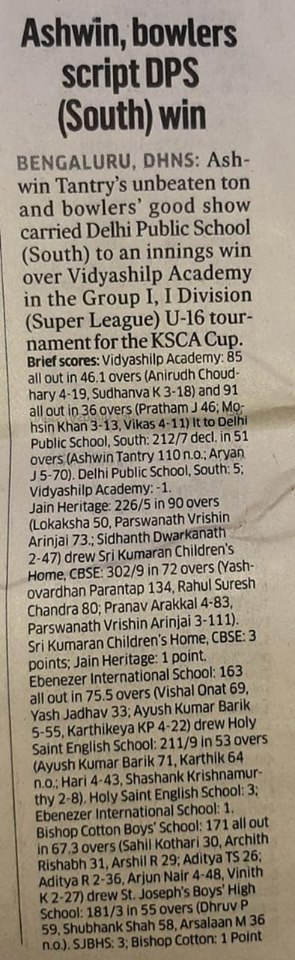 Ashwin, bowlers
script DPS
(South) win
BENGALURU, DHNS: Ash-
win Tantry's unbeaten ton
and bowlers' good show
carried Delhi Public School
(South) to an innings win
over Vidyashilp Academy
in the Group I, I Division
(Super League) U-16 tour-
nament for the KSCA Cup.
Brief scores: Vidyashilp Academy: 85
all out in 46.1 overs (Anirudh Choud-
hary 4-19, Sudhanva K 3-18) and 91
all out in 36 overs (Pratham J 46; Mo-
hsin Khan 3-13, Vikas 4-11) lt to Delhi
Public School, South: 212/7 decl. in 51
overs (Ashwin Tantry 110 n.o.; Aryan
J 5-70). Delhi Public School, South: 5;
Vidyashilp Academy: -1.
Jain Heritage: 226/5 in 90 overs
(Lokaksha 50, Parswanath Vrishin
Arinjai 73.; Sidhanth Dwarkanath
2-47) drew Sri Kumaran Children's
Home, CBSE: 302/9 in 72 overs (Yash-
ovardhan Parantap 134, Rahul Suresh
Chandra 80; Pranav Arakkal 4-83,
Parswanath Vrishin Arinjai 3-111).
Sri Kumaran Children's Home, CBSE: 3
points; Jain Heritage: 1 point.
Ebenezer International School: 163
all out in 75.5 overs (Vishal Onat 69,
Yash Jadhav 33; Ayush Kumar Barik
5-55, Karthikeya KP 4-22) drew Holy
Saint English School: 211/9 in 53 overs
(Ayush Kumar Barik 71, Karthik 64
n.o.; Hari 4-43, Shashank Krishnamur-
thy 2-8). Holy Saint English School: 3;
Ebenezer International School: 1.
Bishop Cotton Boys' School: 171 all out
in 67.3 overs (Sahil Kothari 30, Archith
Rishabh 31, Arshil R 29; Aditya TS 26;
Aditya R 2-36, Arjun Nair 4-48, Vinith
K 2-27) drew St. Joseph's Boys' High
School: 181/3 in 55 overs (Dhruv P
59, Shubhank Shah 58, Arsalaan M 36
n.o.). SJBHS: 3; Bishop Cotton: 1 Point